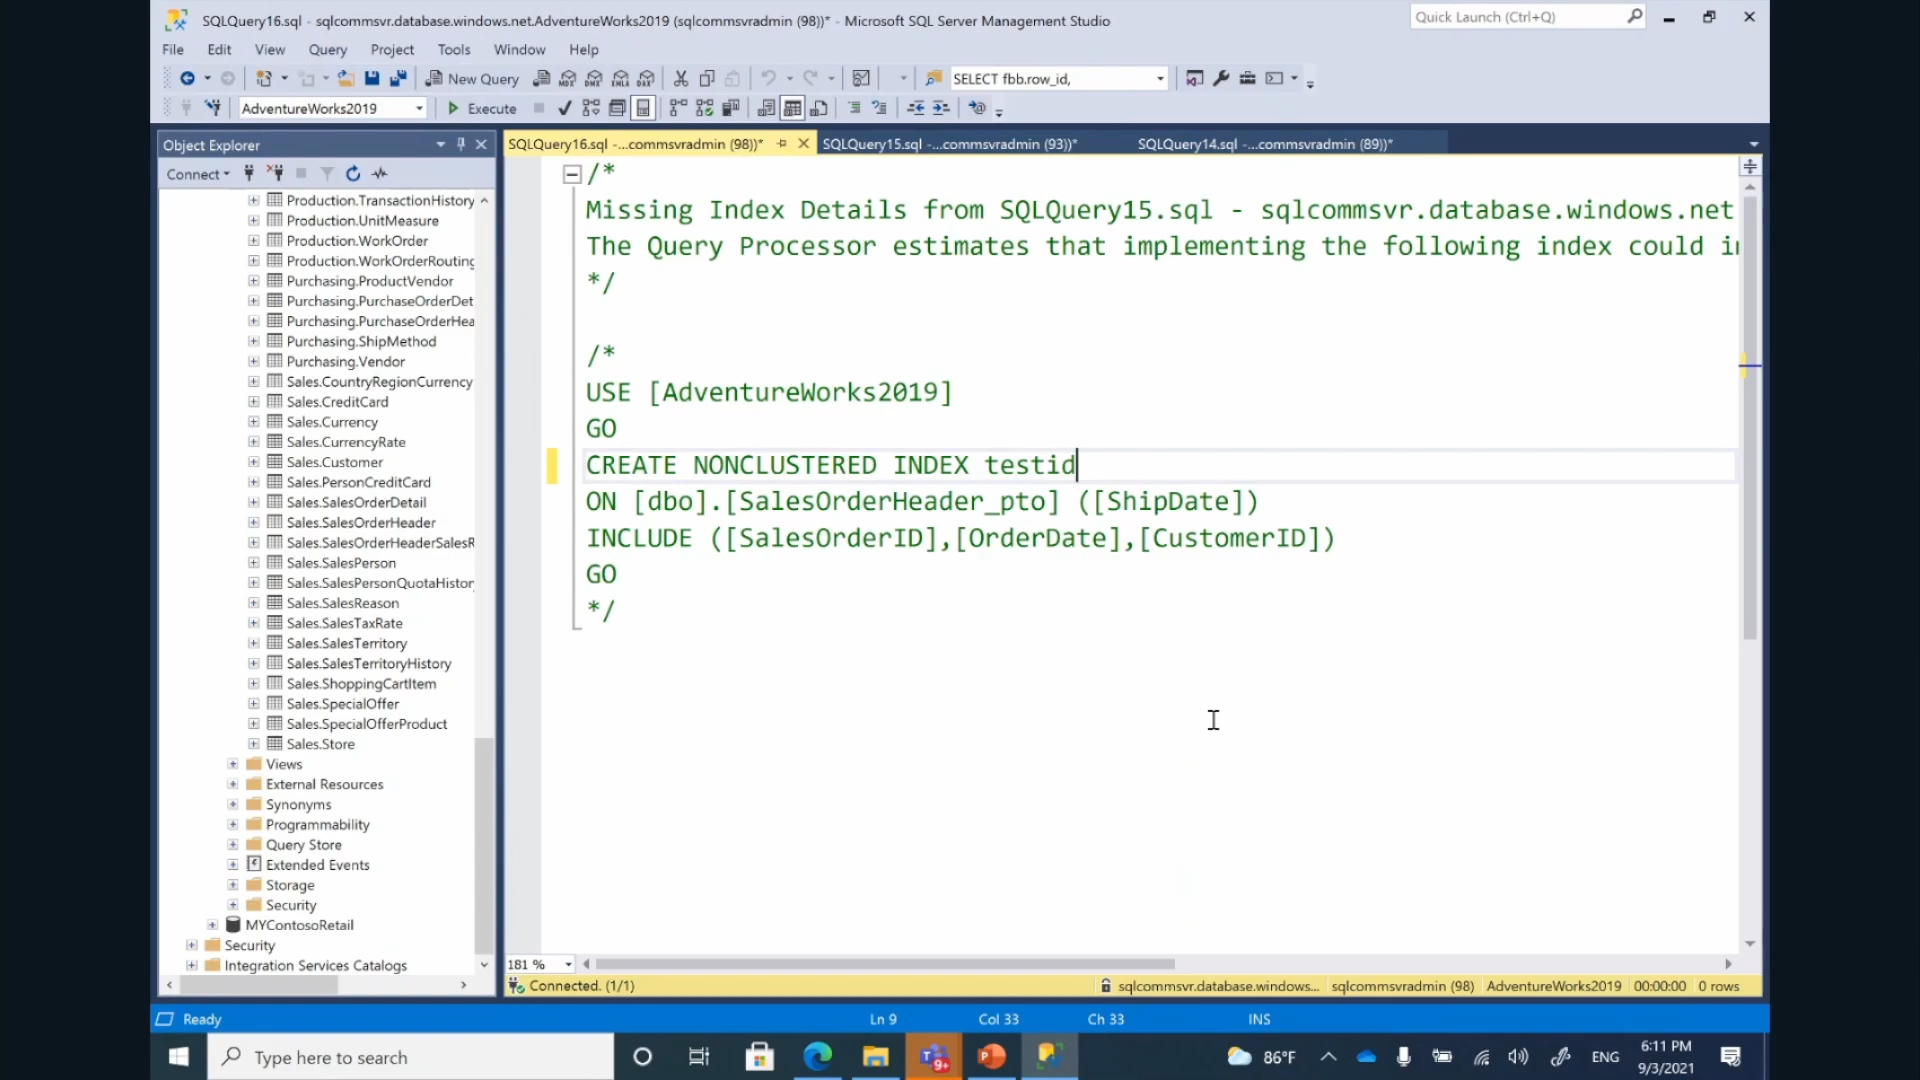 SQLQuery16.sql - sqlcommsvr.database.windows.net.AdventureWorks2019 (sqlcommsvradmin (98))* - Microsoft SQL Server Management Studio
Quick Launch (Ctrl+Q)
File Edit View Query Project Tools Window Help
New Query
SELECT fbb.row_id,
AdventureWorks2019
Execute
Object Explorer
Connect
Production.TransactionHistory
Production.UnitMeasure
Production.WorkOrder
Production.WorkOrderRouting
Purchasing.ProductVendor
Purchasing.PurchaseOrderDet
Purchasing.PurchaseOrderHea
Purchasing.ShipMethod
Purchasing.Vendor
Sales.CountryRegionCurrency
Sales.CreditCard
Sales.Currency
Sales.CurrencyRate
Sales.Customer
Sales.PersonCreditCard
Sales.SalesOrderDetail
Sales.SalesOrderHeader
Sales.SalesOrderHeaderSalesR
Sales.SalesPerson
Sales.SalesPersonQuotaHistor
Sales.SalesReason
Sales.SalesTaxRate
Sales.SalesTerritory
Sales.SalesTerritoryHistory
Sales.ShoppingCartItem
Sales.SpecialOffer
Sales.SpecialOfferProduct
Sales.Store
Views
External Resources
Synonyms
Programmability
Query Store
Extended Events
Storage
Security
MYContosoRetail
Security
Integration Services Catalogs
SQLQuery16.sql -...commsvradmin (98))* SQLQuery15.sql -...commsvradmin (93))* SQLQuery14.sql -...commsvradmin (89))*
/*
Missing Index Details from SQLQuery15.sql - sqlcommsvr.database.windows.net
The Query Processor estimates that implementing the following index could i
*/
/*
USE [AdventureWorks2019]
GO
CREATE NONCLUSTERED INDEX testid
ON [dbo].[SalesOrderHeader_pto] ([ShipDate])
INCLUDE ([SalesOrderID],[OrderDate],[CustomerID])
GO
*/
181 %
Connected. (1/1)
sqlcommsvr.database.windows... sqlcommsvradmin (98) AdventureWorks2019 00:00:00 0 rows
Ready
Ln 9 Col 33 Ch 33 INS
Type here to search
9+
86°F
ENG
6:11 PM
9/3/2021